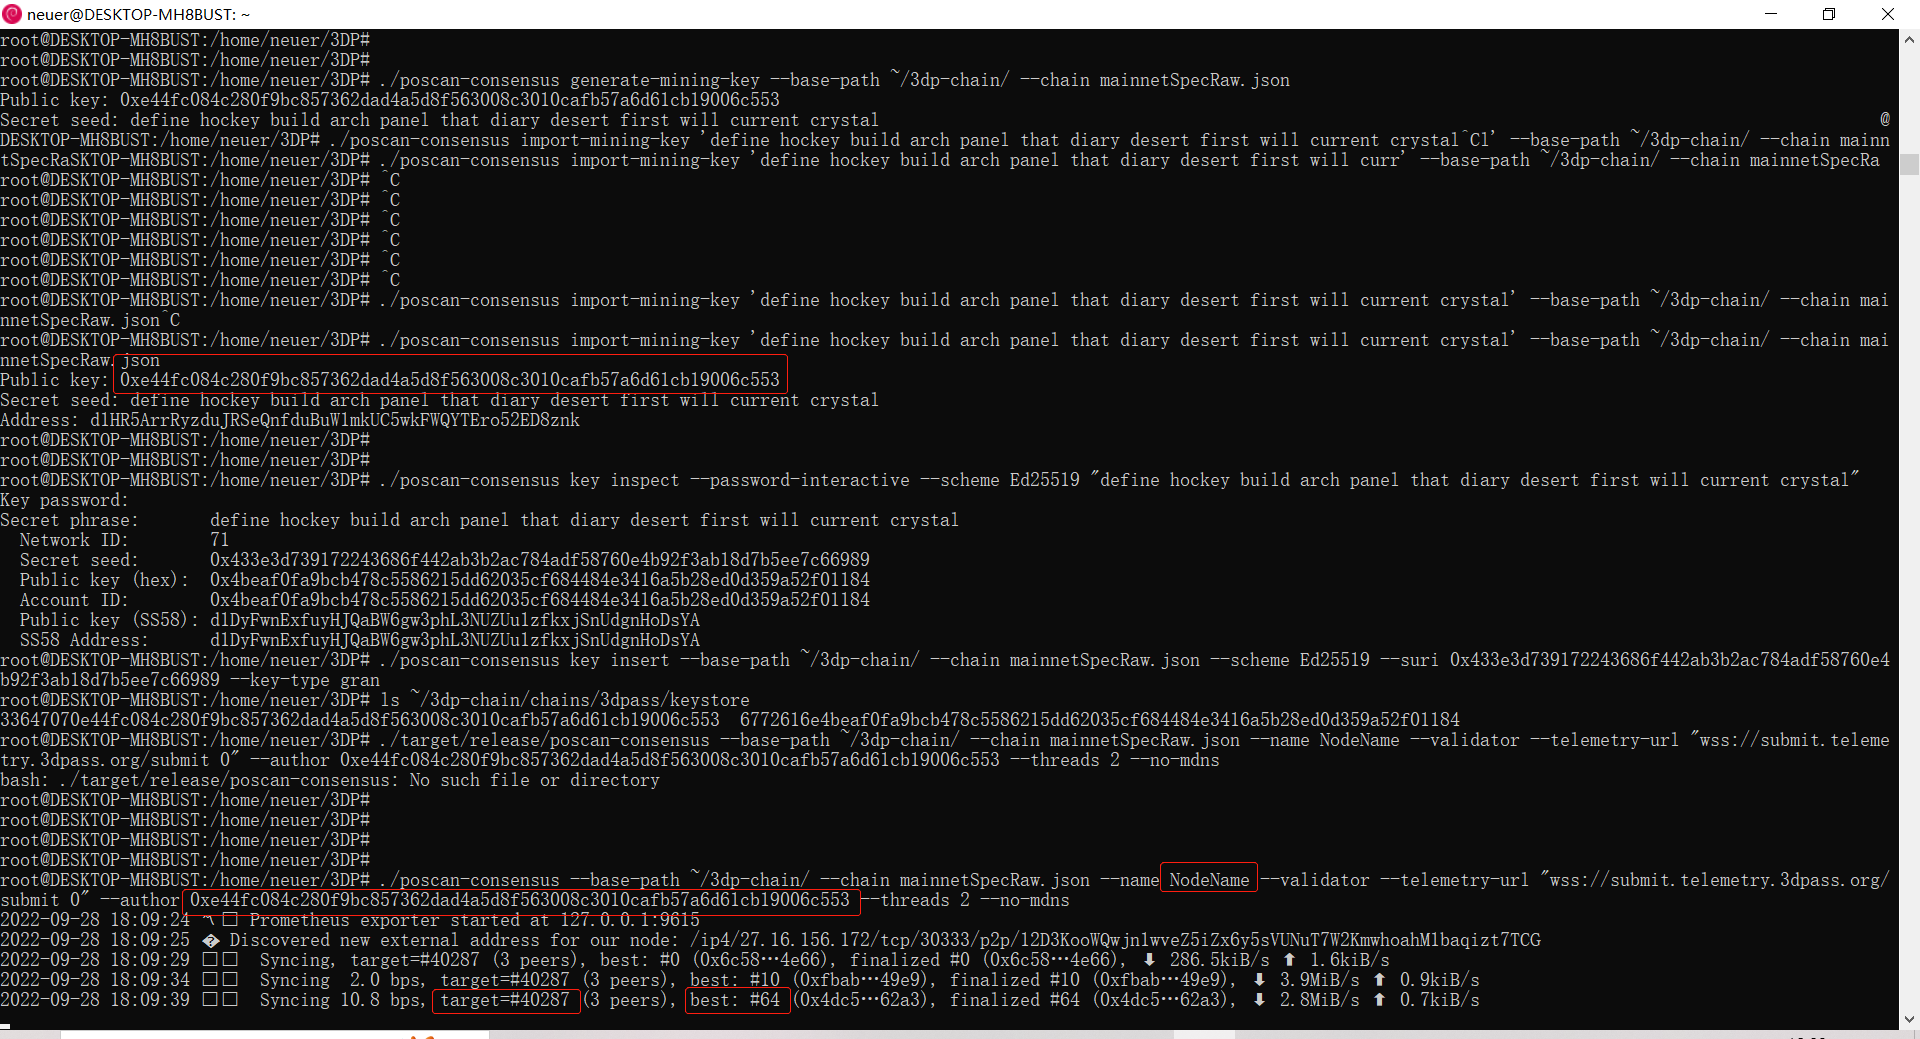 neuer@DESKTOP-MH8BUST: ~
root@DESKTOP-MH8BUST:/home/neuer/3DP#
root@DESKTOP-MH8BUST:/home/neuer/3DP#
root@DESKTOP-MH8BUST:/home/neuer/3DP# ./poscan-consensus generate-mining-key --base-path ~/3dp-chain/ --chain mainnetSpecRaw.json
Public key: 0xe44fc084c280f9bc857362dad4a5d8f563008c3010cafb57a6d61cb19006c553
Secret seed: define hockey build arch panel that diary desert first will current crystal @
DESKTOP-MH8BUST:/home/neuer/3DP# ./poscan-consensus import-mining-key 'define hockey build arch panel that diary desert first will current crystal^Cl' --base-path ~/3dp-chain/ --chain mainn
tSpecRaSKTOP-MH8BUST:/home/neuer/3DP# ./poscan-consensus import-mining-key 'define hockey build arch panel that diary desert first will curr' --base-path ~/3dp-chain/ --chain mainnetSpecRa
root@DESKTOP-MH8BUST:/home/neuer/3DP# ^C
root@DESKTOP-MH8BUST:/home/neuer/3DP# ^C
root@DESKTOP-MH8BUST:/home/neuer/3DP# ^C
root@DESKTOP-MH8BUST:/home/neuer/3DP# ^C
root@DESKTOP-MH8BUST:/home/neuer/3DP# ^C
root@DESKTOP-MH8BUST:/home/neuer/3DP# ^C
root@DESKTOP-MH8BUST:/home/neuer/3DP# ./poscan-consensus import-mining-key 'define hockey build arch panel that diary desert first will current crystal' --base-path ~/3dp-chain/ --chain mai
nnetSpecRaw.json^C
root@DESKTOP-MH8BUST:/home/neuer/3DP# ./poscan-consensus import-mining-key 'define hockey build arch panel that diary desert first will current crystal' --base-path ~/3dp-chain/ --chain mai
nnetSpecRaw.json
Public key: 0xe44fc084c280f9bc857362dad4a5d8f563008c3010cafb57a6d61cb19006c553
Secret seed: define hockey build arch panel that diary desert first will current crystal
Address: d1HR5ArrRyzduJRSeQnfduBuW1mkUC5wkFWQYTEro52ED8znk
root@DESKTOP-MH8BUST:/home/neuer/3DP#
root@DESKTOP-MH8BUST:/home/neuer/3DP#
root@DESKTOP-MH8BUST:/home/neuer/3DP# ./poscan-consensus key inspect --password-interactive --scheme Ed25519 "define hockey build arch panel that diary desert first will current crystal"
Key password:
Secret phrase: define hockey build arch panel that diary desert first will current crystal
Network ID: 71
Secret seed: 0x433e3d739172243686f442ab3b2ac784adf58760e4b92f3ab18d7b5ee7c66989
Public key (hex): 0x4beaf0fa9bcb478c5586215dd62035cf684484e3416a5b28ed0d359a52f01184
Account ID: 0x4beaf0fa9bcb478c5586215dd62035cf684484e3416a5b28ed0d359a52f01184
Public key (SS58): d1DyFwnExfuyHJQaBW6gw3phL3NUZUu1zfkxjSnUdgnHoDsYA
SS58 Address: d1DyFwnExfuyHJQaBW6gw3phL3NUZUu1zfkxjSnUdgnHoDsYA
root@DESKTOP-MH8BUST:/home/neuer/3DP# ./poscan-consensus key insert --base-path ~/3dp-chain/ --chain mainnetSpecRaw.json --scheme Ed25519 --suri 0x433e3d739172243686f442ab3b2ac784adf58760e4
b92f3ab18d7b5ee7c66989 --key-type gran
root@DESKTOP-MH8BUST:/home/neuer/3DP# ls ~/3dp-chain/chains/3dpass/keystore
33647070e44fc084c280f9bc857362dad4a5d8f563008c3010cafb57a6d61cb19006c553 6772616e4beaf0fa9bcb478c5586215dd62035cf684484e3416a5b28ed0d359a52f01184
root@DESKTOP-MH8BUST:/home/neuer/3DP# ./target/release/poscan-consensus --base-path ~/3dp-chain/ --chain mainnetSpecRaw.json --name NodeName --validator --telemetry-url "wss://submit.teleme
try.3dpass.org/submit 0" --author 0xe44fc084c280f9bc857362dad4a5d8f563008c3010cafb57a6d61cb19006c553 --threads 2 --no-mdns
bash: ./target/release/poscan-consensus: No such file or directory
root@DESKTOP-MH8BUST:/home/neuer/3DP#
root@DESKTOP-MH8BUST:/home/neuer/3DP#
root@DESKTOP-MH8BUST:/home/neuer/3DP#
root@DESKTOP-MH8BUST:/home/neuer/3DP#
root@DESKTOP-MH8BUST:/home/neuer/3DP# ./poscan-consensus --base-path ~/3dp-chain/ --chain mainnetSpecRaw.json --name NodeName --validator --telemetry-url "wss://submit.telemetry.3dpass.org/
submit 0" --author 0xe44fc084c280f9bc857362dad4a5d8f563008c3010cafb57a6d61cb19006c553 --threads 2 --no-mdns
2022-09-28 18:09:24 〽□ Prometheus exporter started at 127.0.0.1:9615
2022-09-28 18:09:25 � Discovered new external address for our node: /ip4/27.16.156.172/tcp/30333/p2p/12D3KooWQwjn1wveZ5iZx6y5sVUNuT7W2KmwhoahM1baqizt7TCG
2022-09-28 18:09:29 □□ Syncing, target=#40287 (3 peers), best: #0 (0x6c58…4e66), finalized #0 (0x6c58…4e66), ⬇ 286.5kiB/s ⬆ 1.6kiB/s
2022-09-28 18:09:34 □□ Syncing 2.0 bps, target=#40287 (3 peers), best: #10 (0xfbab…49e9), finalized #10 (0xfbab…49e9), ⬇ 3.9MiB/s ⬆ 0.9kiB/s
2022-09-28 18:09:39 □□ Syncing 10.8 bps, target=#40287 (3 peers), best: #64 (0x4dc5…62a3), finalized #64 (0x4dc5…62a3), ⬇ 2.8MiB/s ⬆ 0.7kiB/s